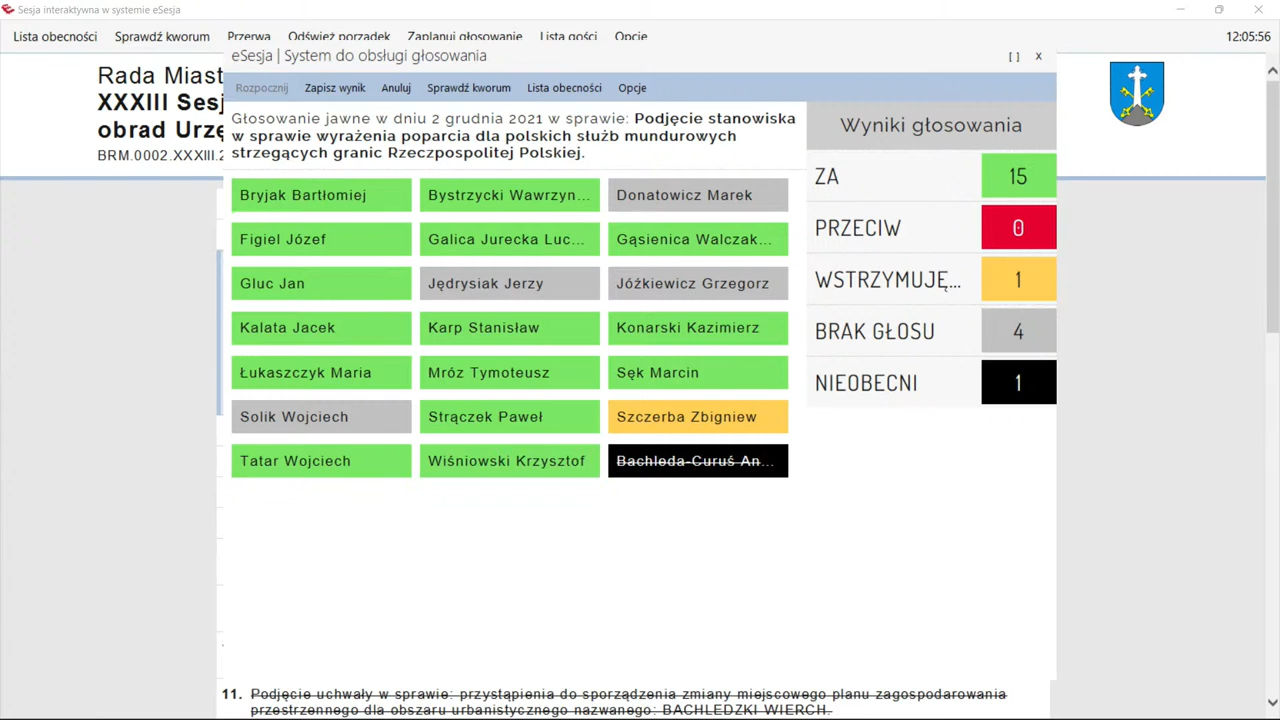 Sesja interaktywna w systemie eSesja
Lista obecności Sprawdź kworum Przerwa Odśwież porządek Zaplanuj głosowanie Lista gości Opcje 12:05:56
Rada Miast
XXXIII Sesj
obrad Urzę
BRM.0002.XXXIII.2
eSesja | System do obsługi głosowania [ ] x
Rozpocznij Zapisz wynik Anuluj Sprawdź kworum Lista obecności Opcje
Głosowanie jawne w dniu2 grudnia 2021 w sprawie: Podjęcie stanowiska
w sprawie wyrażenia poparcia dla polskich służb mundurowych
strzegących granic Rzeczpospolitej Polskiej.
Wyniki głosowania
ZA 15
PRZECIW 0
WSTRZYMUJĘ... 1
BRAK GŁOSU 4
NIEOBECNI 1
Bryjak Bartłomiej Bystrzycki Wawrzyn... Donatowicz Marek
Figiel Józef Galica Jurecka Luc... Gąsienica Walczak...
Gluc Jan Jędrysiak Jerzy Jóźkiewicz Grzegorz
Kalata Jacek Karp Stanisław Konarski Kazimierz
Łukaszczyk Maria Mróz Tymoteusz Sęk Marcin
Solik Wojciech Strączek Paweł Szczerba Zbigniew
Tatar Wojciech Wiśniowski Krzysztof Bachleda-Curuś An...
11. Podjęcie uchwały w sprawie: przystąpienia do sporządzenia zmiany miejscowego planu zagospodarowania
przestrzennego dla obszaru urbanistycznego nazwanego: BACHLEDZKI WIERCH.